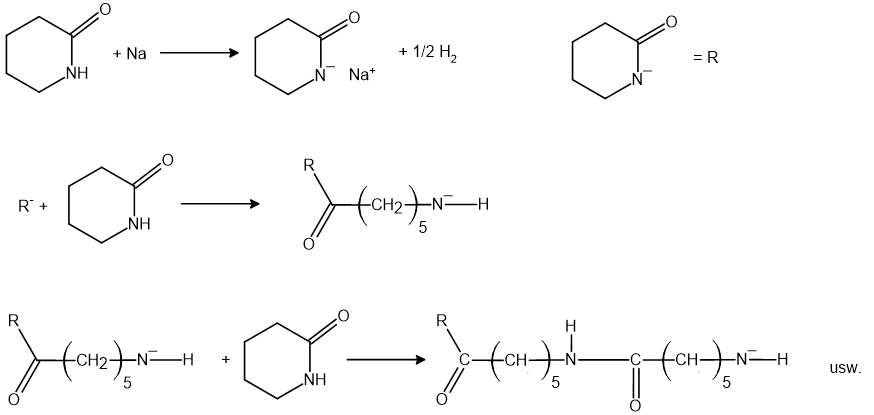 O NH + Na O N− Na+ + 1/2 H2 O N− = R
R- + O NH R O (CH2)5 N− H
R O (CH2)5 N− H + O NH R C O (CH)5 H N C O (CH)5 N− H usw.